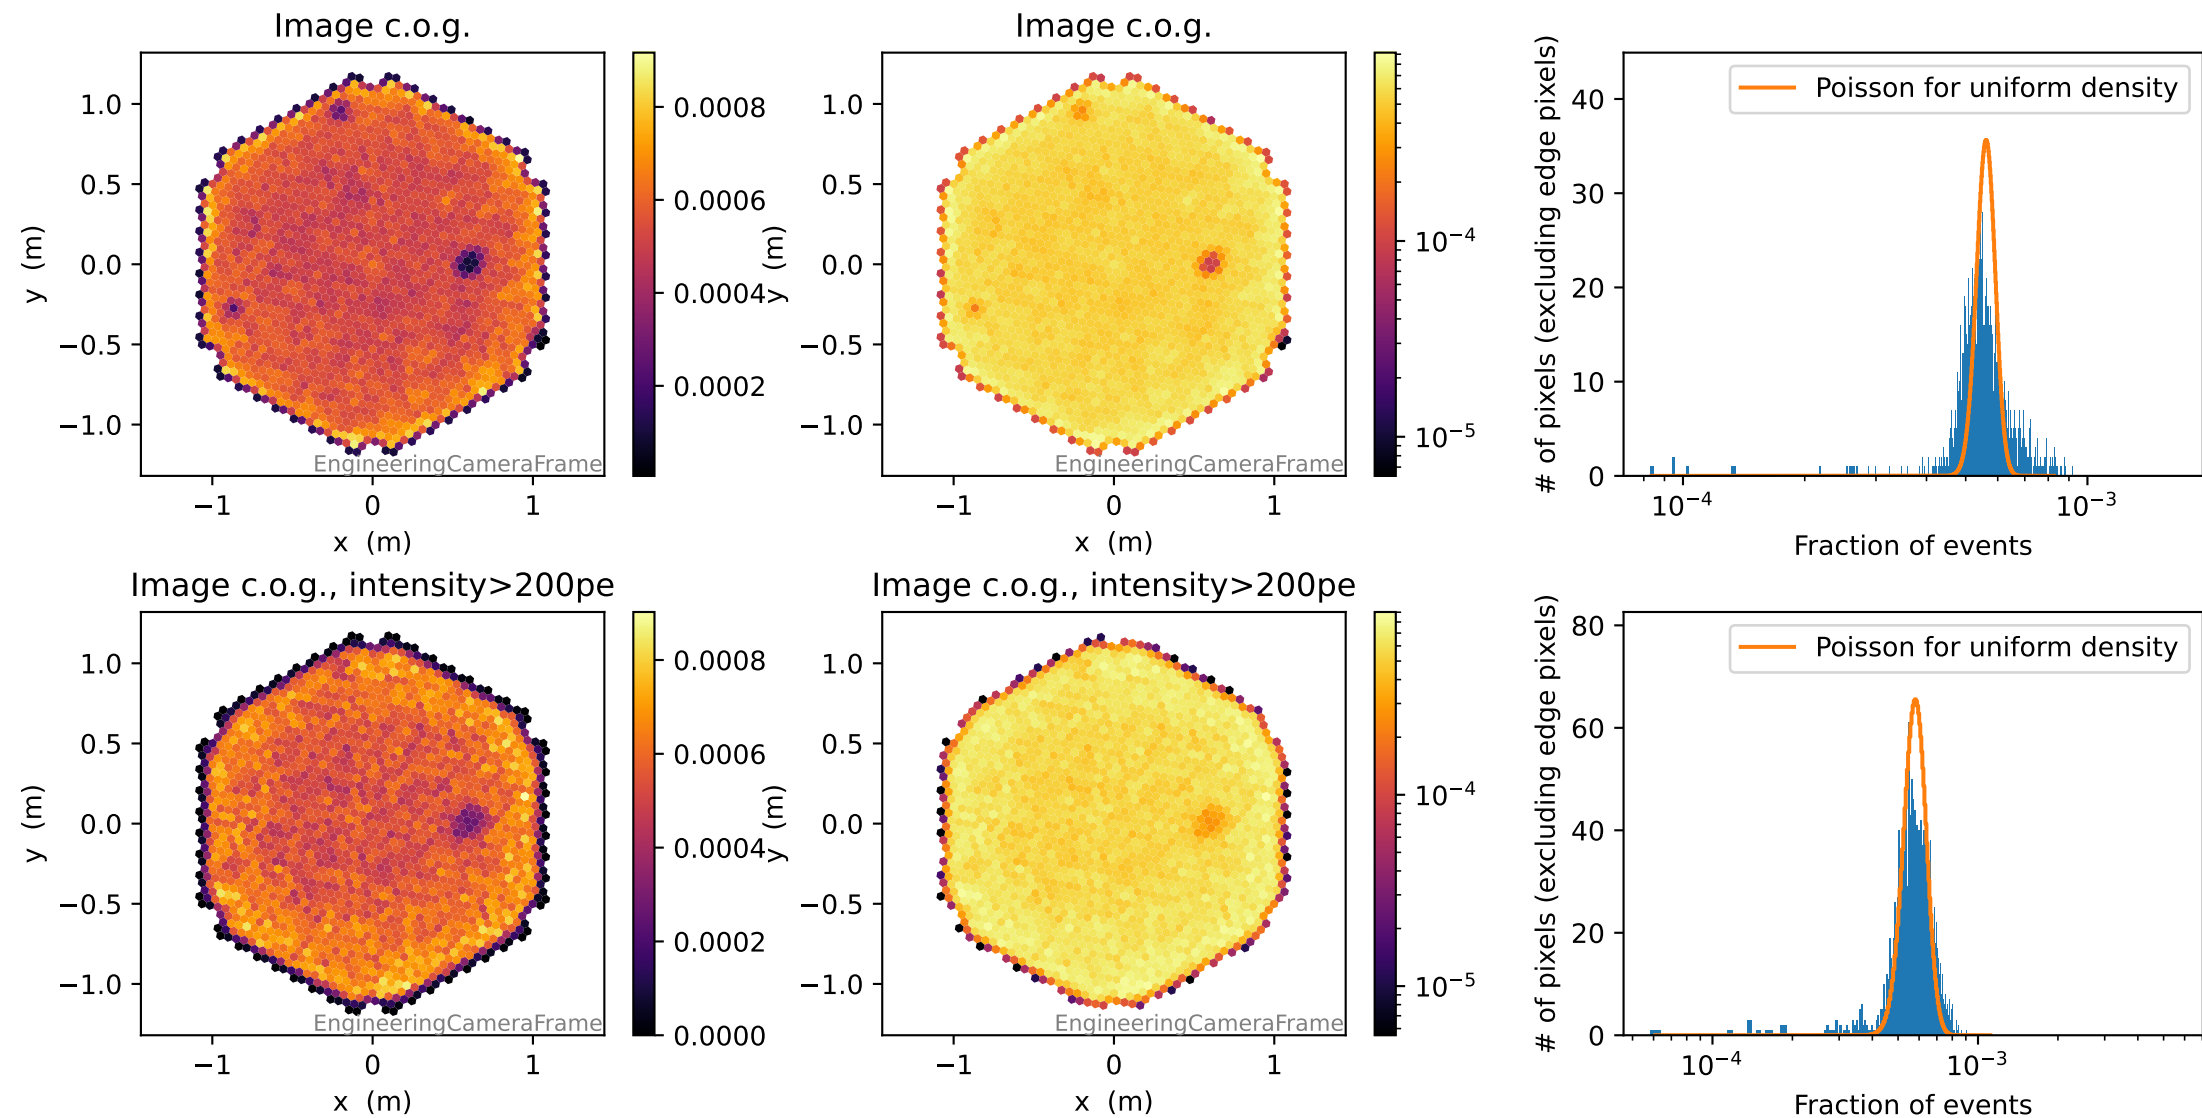 Image c.o.g.
y (m)
1.0
0.5
0.0
−0.5
−1.0
−1
0
1
x (m)
EngineeringCameraFrame
0.0008
0.0006
0.0004
0.0002
Image c.o.g.
y (m)
1.0
0.5
0.0
−0.5
−1.0
−1
0
1
x (m)
EngineeringCameraFrame
10⁻⁴
10⁻⁵
# of pixels (excluding edge pixels)
40
30
20
10
0
Poisson for uniform density
10⁻⁴
10⁻³
Fraction of events
Image c.o.g., intensity>200pe
y (m)
1.0
0.5
0.0
−0.5
−1.0
−1
0
1
x (m)
EngineeringCameraFrame
0.0008
0.0006
0.0004
0.0002
0.0000
Image c.o.g., intensity>200pe
y (m)
1.0
0.5
0.0
−0.5
−1.0
−1
0
1
x (m)
EngineeringCameraFrame
10⁻⁴
10⁻⁵
# of pixels (excluding edge pixels)
80
60
40
20
0
Poisson for uniform density
10⁻⁴
10⁻³
Fraction of events